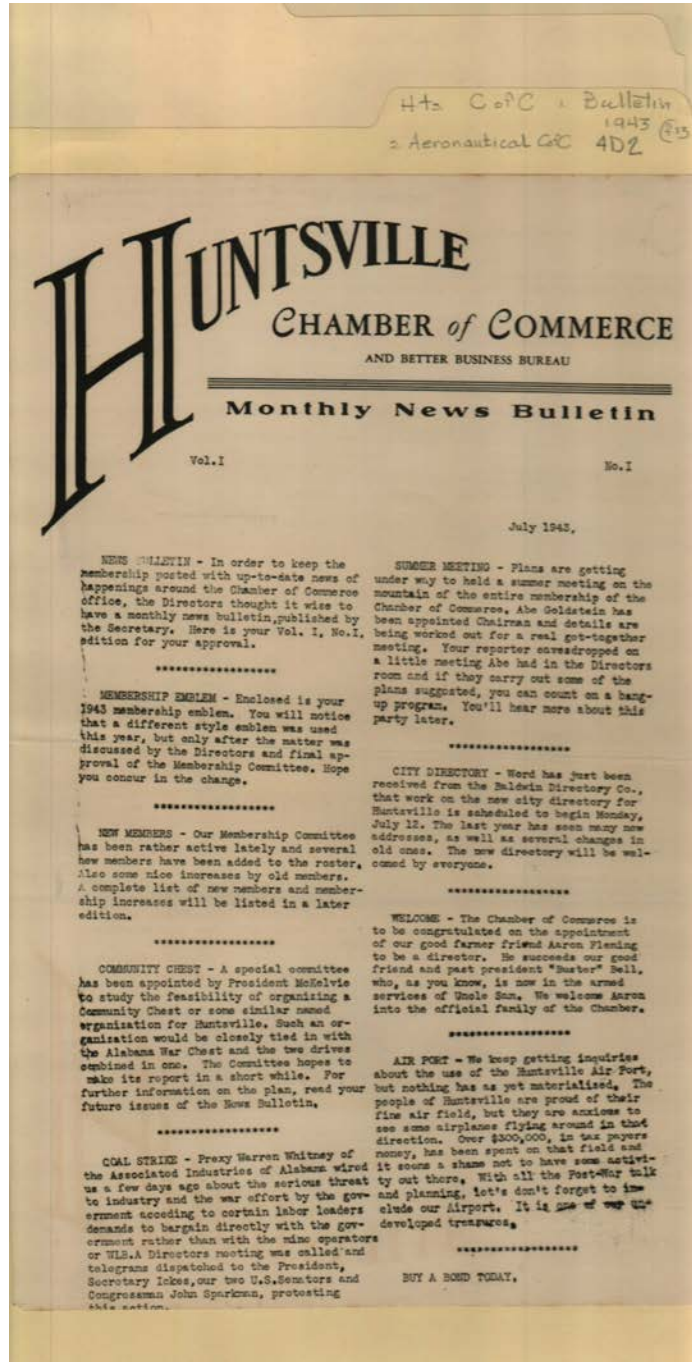 Hts C of C : Bulletin
1943
: Aeronautical CofC 4D2
HUNTSVILLE
CHAMBER of COMMERCE
AND BETTER BUSINESS BUREAU
Monthly News Bulletin
Vol.I
No.I
July 1943.
NEWS BULLETIN - In order to keep the
membership posted with up-to-date news of
happenings around the Chamber of Commerce
office, the Directors thought it wise to
have a monthly news bulletin,published by
the Secretary. Here is your Vol. I, No.I,
edition for your approval.
*******************
MEMBERSHIP EMBLEM - Enclosed is your
1943 membership emblem. You will notice
that a different style emblem was used
this year, but only after the matter was
discussed by the Directors and final ap-
proval of the Membership Committee. Hope
you concur in the change.
*******************
NEW MEMBERS - Our Membership Committee
has been rather active lately and several
new members have been added to the roster.
Also some nice increases by old members.
A complete list of new members and member-
ship increases will be listed in a later
edition.
*******************
COMMUNITY CHEST - A special committee
has been appointed by President McKelvie
to study the feasibility of organizing a
Community Chest or some similar named
organization for Huntsville. Such an or-
ganization would be closely tied in with
the Alabama War Chest and the two drives
combined in one. The Committee hopes to
make its report in a short while. For
further information on the plan, read your
future issues of the News Bulletin.
*******************
COAL STRIKE - Prexy Warren Whitney of
the Associated Industries of Alabama wired
us a few days ago about the serious threat
to industry and the war effort by the gov-
ernment acceding to certain labor leaders
demands to bargain directly with the gov-
ernment rather than with the mine operators
or WLB.A Directors meeting was called and
telegrams dispatched to the President,
Secretary Ickes,our two U.S.Senators and
Congressman John Sparkman, protesting
this action.
SUMMER MEETING - Plans are getting
under way to hold a summer meeting on the
mountain of the entire membership of the
Chamber of Commerce. Abe Goldstein has
been appointed Chairman and details are
being worked out for a real get-together
meeting. Your reporter eavesdropped on
a little meeting Abe had in the Directors
room and if they carry out some of the
plans suggested, you can count on a bang-
up program. You'll hear more about this
party later.
*******************
CITY DIRECTORY - Word has just been
received from the Baldwin Directory Co.,
that work on the new city directory for
Huntsville is scheduled to begin Monday,
July 12. The last year has seen many new
addresses, as well as several changes in
old ones. The new directory will be wel-
comed by everyone.
*******************
WELCOME - The Chamber of Commerce is
to be congratulated on the appointment
of our good farmer friend Aaron Fleming
to be a director. He succeeds our good
friend and past president "Buster" Bell,
who, as you know, is now in the armed
services of Uncle Sam. We welcome Aaron
into the official family of the Chamber.
*******************
AIR PORT - We keep getting inquiries
about the use of the Huntsville Air Port,
but nothing has as yet materialized. The
people of Huntsville are proud of their
fine air field, but they are anxious to
see some airplanes flying around in that
direction. Over $300,000, in tax payers
money, has been spent on that field and
it seems a shame not to have some activi-
ty out there. With all the Post-War talk
and planning, let's don't forget to in-
clude our Airport. It is one of our un-
developed treasures.
*******************
BUY A BOND TODAY.